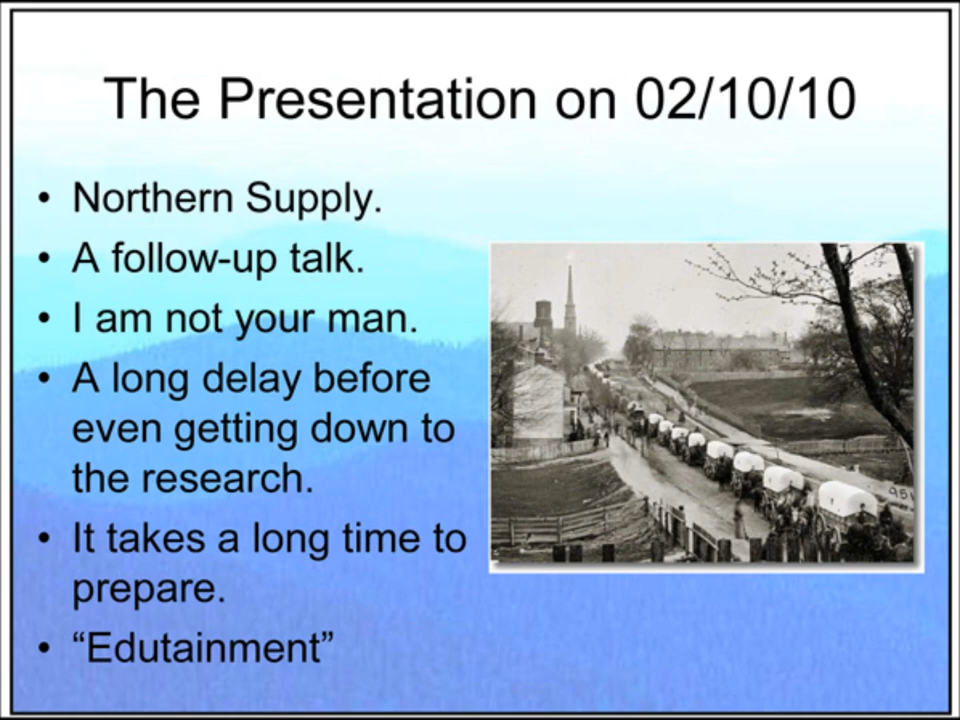 The Presentation on 02/10/10
• Northern Supply.
• A follow-up talk.
• I am not your man.
• A long delay before
even getting down to
the research.
• It takes a long time to
prepare.
• “Edutainment”